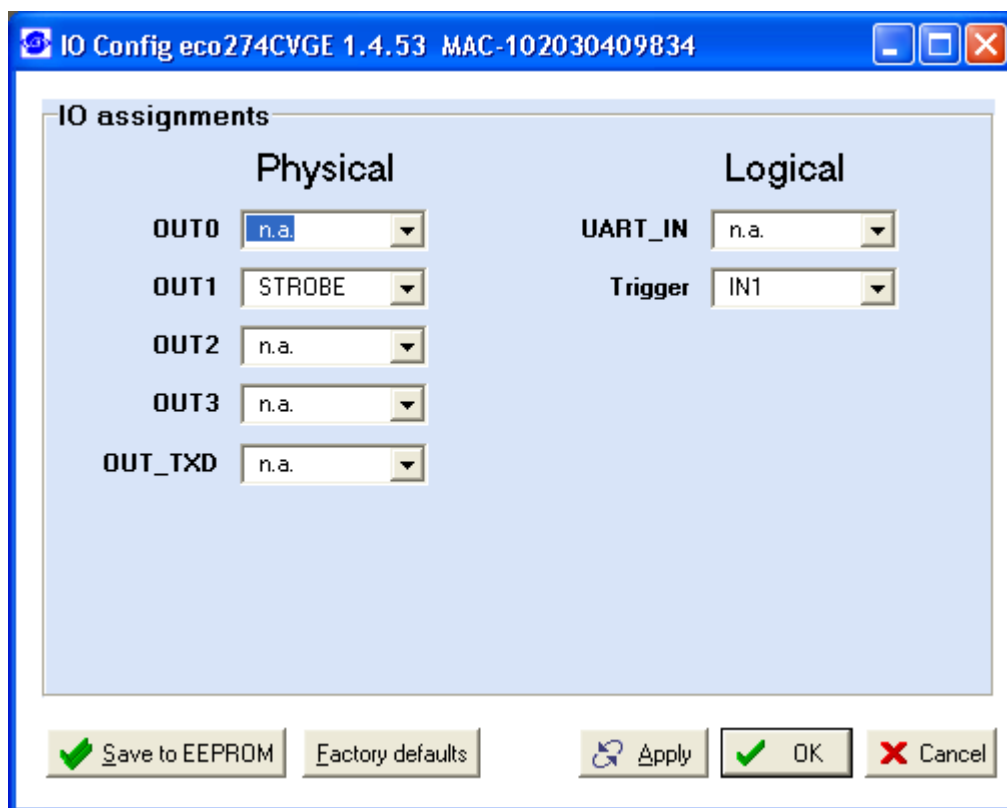 IO Config eco274CVGE 1.4.53 MAC-102030409834
IO assignments
Physical
Logical
OUT0 n.a.
UART_IN n.a.
OUT1 STROBE
Trigger IN1
OUT2 n.a.
OUT3 n.a.
OUT_TXD n.a.
Save to EEPROM
Factory defaults
Apply
OK
Cancel